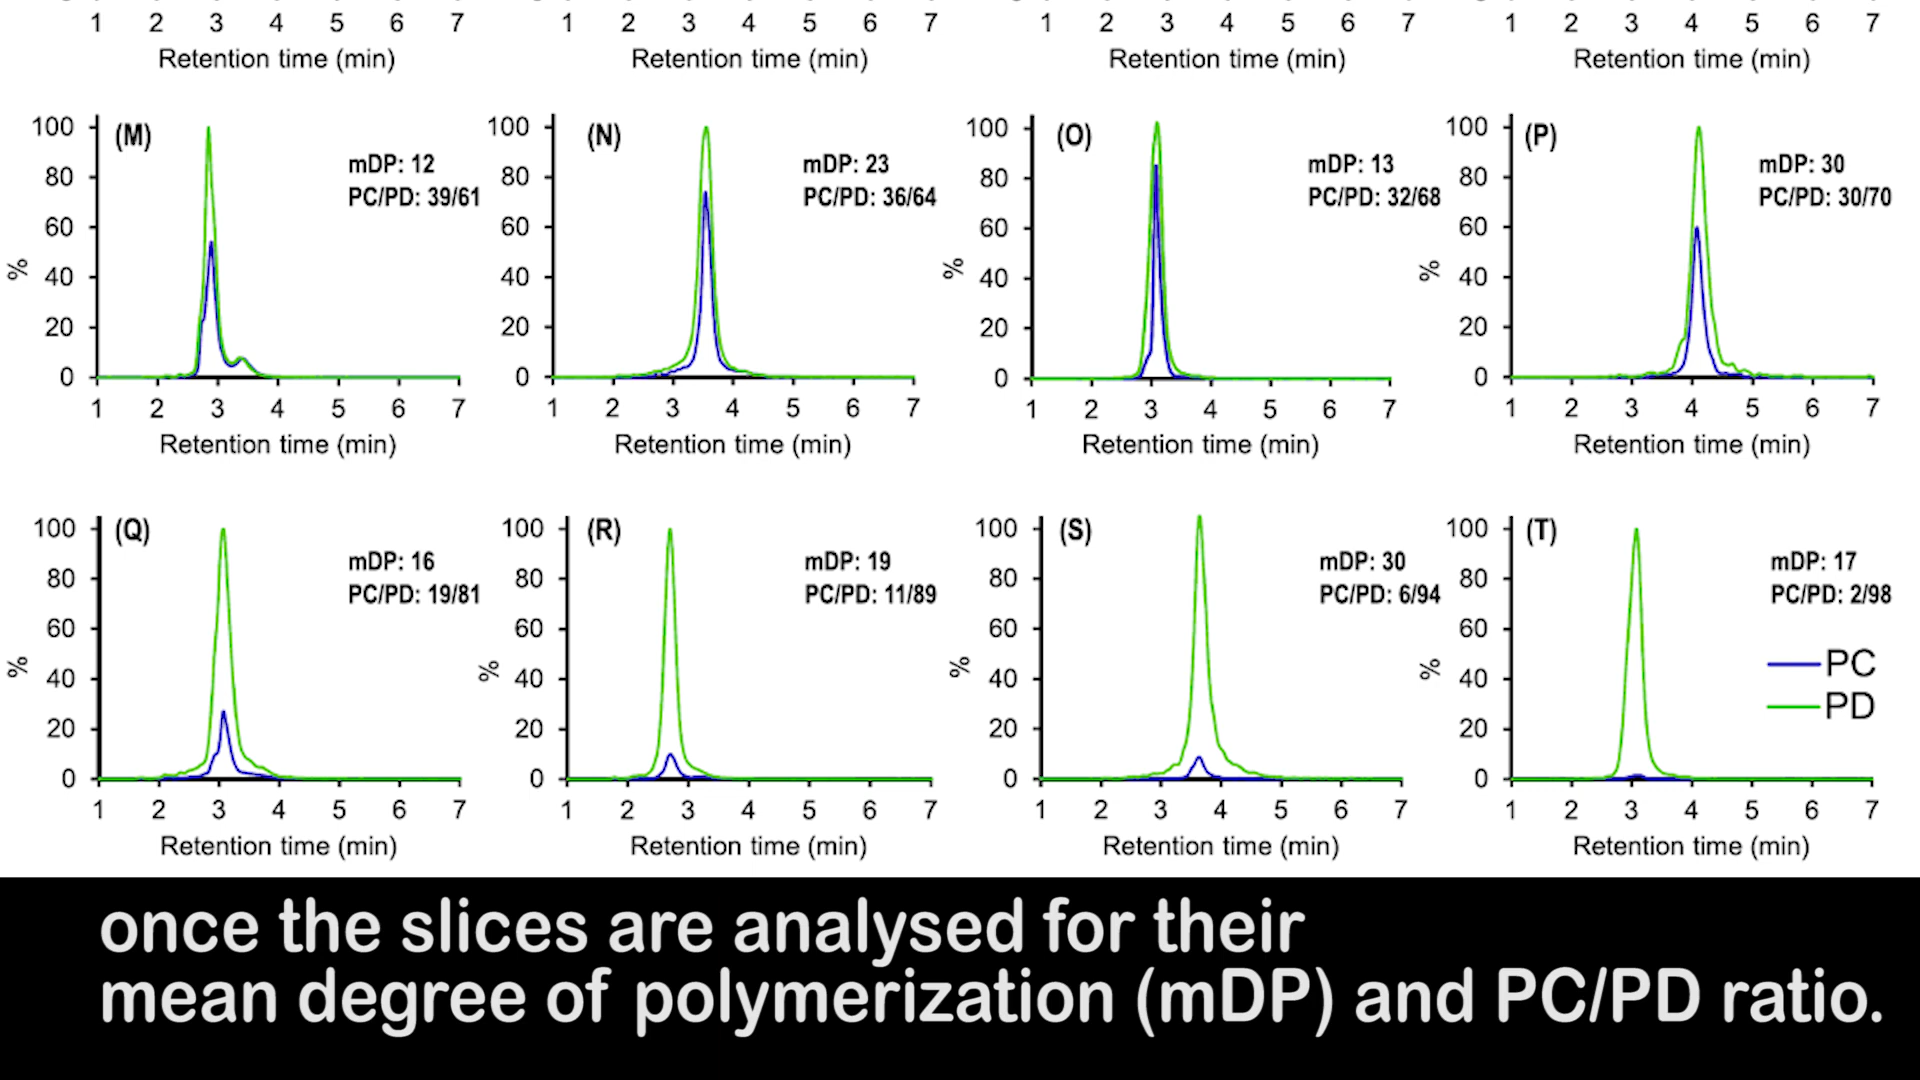 1 2 3 4 5 6 7 1 2 3 4 5 6 7 1 2 3 4 5 6 7 1 2 3 4 5 6 7
Retention time (min) Retention time (min) Retention time (min) Retention time (min)
(M)
mDP: 12
PC/PD: 39/61
%
100
80
60
40
20
0
1 2 3 4 5 6 7
Retention time (min)
(N)
mDP: 23
PC/PD: 36/64
100
80
60
40
20
0
1 2 3 4 5 6 7
Retention time (min)
(O)
mDP: 13
PC/PD: 32/68
%
100
80
60
40
20
0
1 2 3 4 5 6 7
Retention time (min)
(P)
mDP: 30
PC/PD: 30/70
%
100
80
60
40
20
0
1 2 3 4 5 6 7
Retention time (min)
(Q)
mDP: 16
PC/PD: 19/81
%
100
80
60
40
20
0
1 2 3 4 5 6 7
Retention time (min)
(R)
mDP: 19
PC/PD: 11/89
%
100
80
60
40
20
0
1 2 3 4 5 6 7
Retention time (min)
(S)
mDP: 30
PC/PD: 6/94
%
100
80
60
40
20
0
1 2 3 4 5 6 7
Retention time (min)
(T)
mDP: 17
PC/PD: 2/98
PC
PD
%
100
80
60
40
20
0
1 2 3 4 5 6 7
Retention time (min)
once the slices are analysed for their
mean degree of polymerization (mDP) and PC/PD ratio.